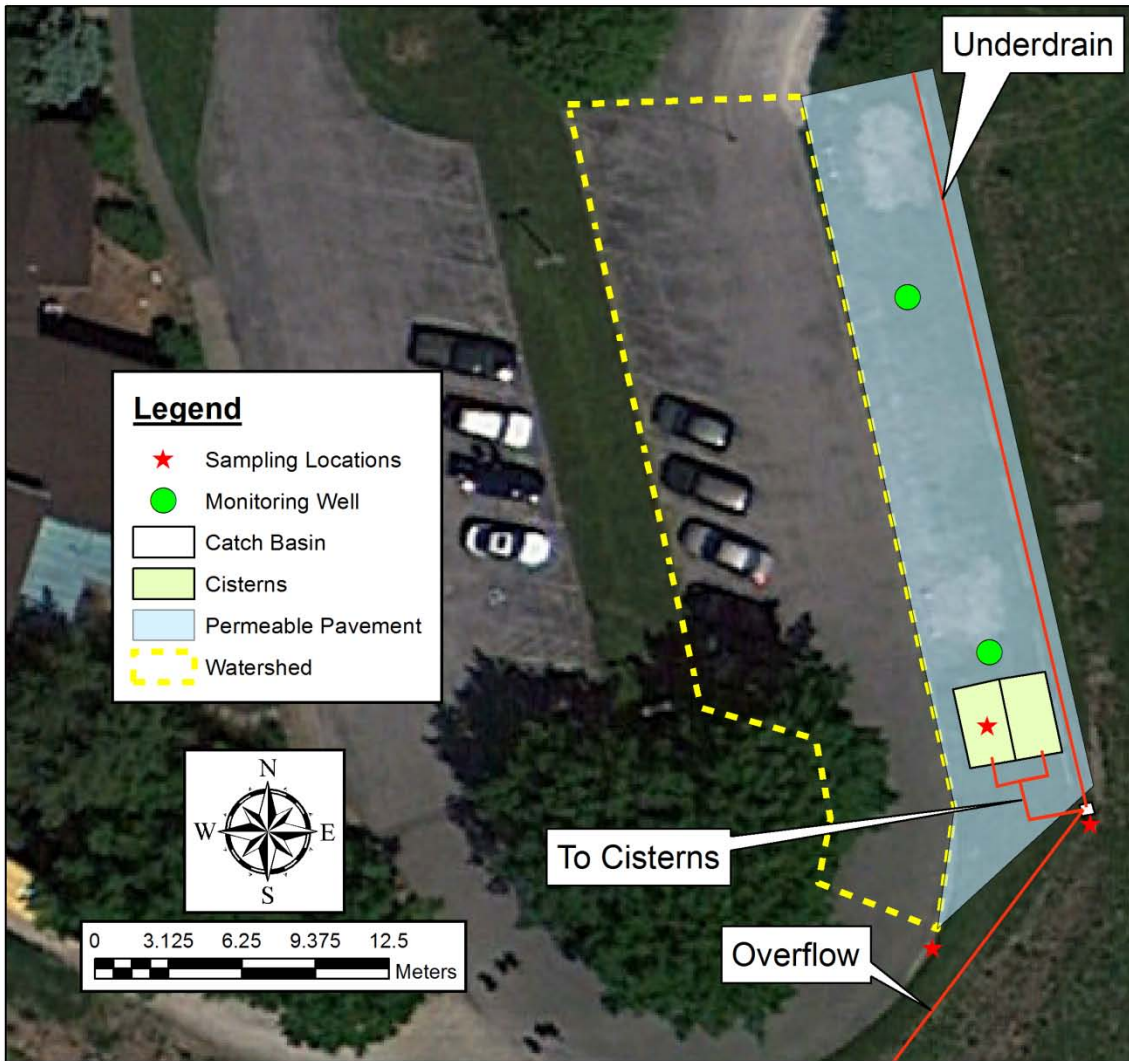 Underdrain
Legend
Sampling Locations
Monitoring Well
Catch Basin
Cisterns
Permeable Pavement
Watershed
N
W E
S
To Cisterns
0 3.125 6.25 9.375 12.5
Meters
Overflow